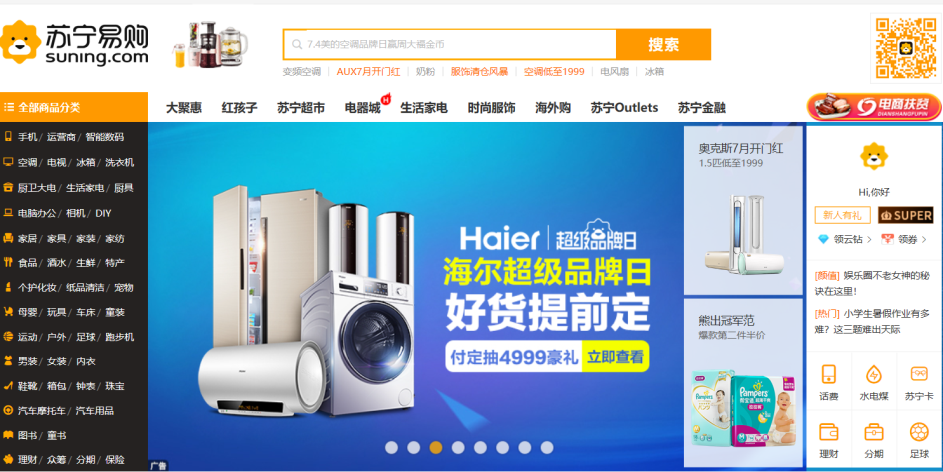 苏宁易购
suning.com
7.4美的空调品牌日赢周大福金币
搜索
变频空调 | AUX7月开门红 | 奶粉 | 服饰清仓风暴 | 空调低至1999 | 电风扇 | 冰箱
全部商品分类
大聚惠 红孩子 苏宁超市 电器城 H 生活家电 时尚服饰 海外购 苏宁Outlets 苏宁金融
电商扶贫
DIANSHANGFUPIN
手机/ 运营商/ 智能数码
空调/ 电视/ 冰箱/ 洗衣机
厨卫大电/ 生活家电/ 厨具
电脑办公/ 相机/ DIY
家居/ 家具/ 家装/ 家纺
食品/ 酒水/ 生鲜/ 特产
个护化妆/ 纸品清洁/ 宠物
母婴/ 玩具/ 车床/ 童装
运动/ 户外/ 足球/ 跑步机
男装/ 女装/ 内衣
鞋靴/ 箱包/ 钟表/ 珠宝
汽车摩托车/ 汽车用品
图书/ 童书
理财/ 众筹/ 分期/ 保险
Haier | 超级品牌日
海尔超级品牌日
好货提前定
付定抽4999豪礼 立即查看
广告
奥克斯7月开门红
1.5匹低至1999
熊出冠军范
爆款第二件半价
Pampers
Pampers
Hi,你好
新人有礼 SUPER
领云钻 > 领券 >
[颜值] 娱乐圈不老女神的秘
诀在这里!
[热门] 小学生暑假作业有多
难？这三题难出天际
话费 水电煤 苏宁卡
理财 分期 足球